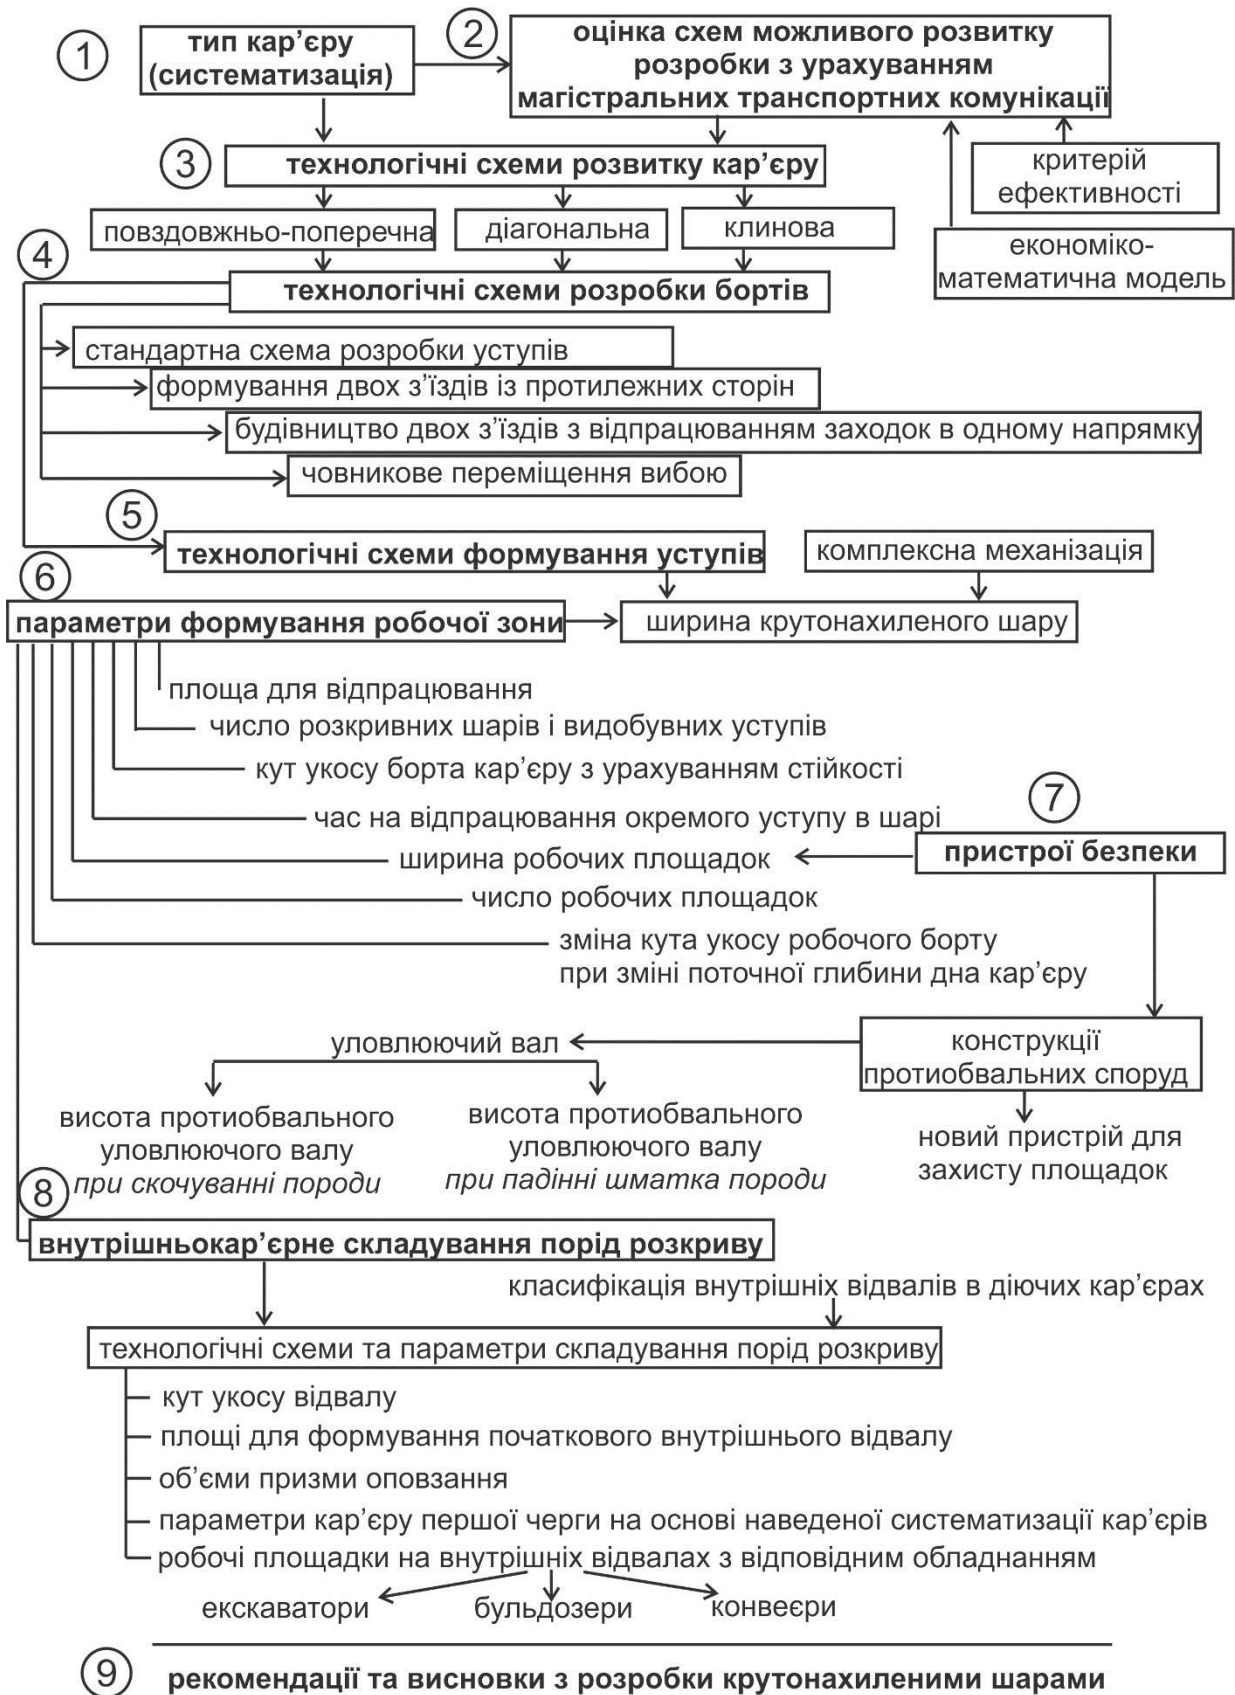 1
тип кар’єру
(систематизація)
2
оцінка схем можливого розвитку
розробки з урахуванням
магістральних транспортних комунікації
3
технологічні схеми розвитку кар’єру
критерій
ефективності
повздовжньо-поперечна
діагональна
клинова
економіко-
математична модель
4
технологічні схеми розробки бортів
стандартна схема розробки уступів
формування двох з’їздів із протилежних сторін
будівництво двох з’їздів з відпрацюванням заходок в одному напрямку
човникове переміщення вибою
5
технологічні схеми формування уступів
комплексна механізація
6
параметри формування робочої зони
ширина крутонахиленого шару
площа для відпрацювання
число розкривних шарів і видобувних уступів
кут укосу борта кар’єру з урахуванням стійкості
час на відпрацювання окремого уступу в шарі
7
пристрої безпеки
ширина робочих площадок
число робочих площадок
зміна кута укосу робочого борту
при зміні поточної глибини дна кар’єру
уловлюючий вал
конструкції
протиобвальних споруд
висота протиобвального
уловлюючого валу
при скочуванні породи
висота протиобвального
уловлюючого валу
при падінні шматка породи
новий пристрій для
захисту площадок
8
внутрішньокар’єрне складування порід розкриву
класифікація внутрішніх відвалів в діючих кар’єрах
технологічні схеми та параметри складування порід розкриву
кут укосу відвалу
площі для формування початкового внутрішнього відвалу
об’єми призми оповзання
параметри кар’єру першої черги на основі наведеної систематизації кар’єрів
робочі площадки на внутрішніх відвалах з відповідним обладнанням
екскаватори
бульдозери
конвеєри
9
рекомендації та висновки з розробки крутонахиленими шарами